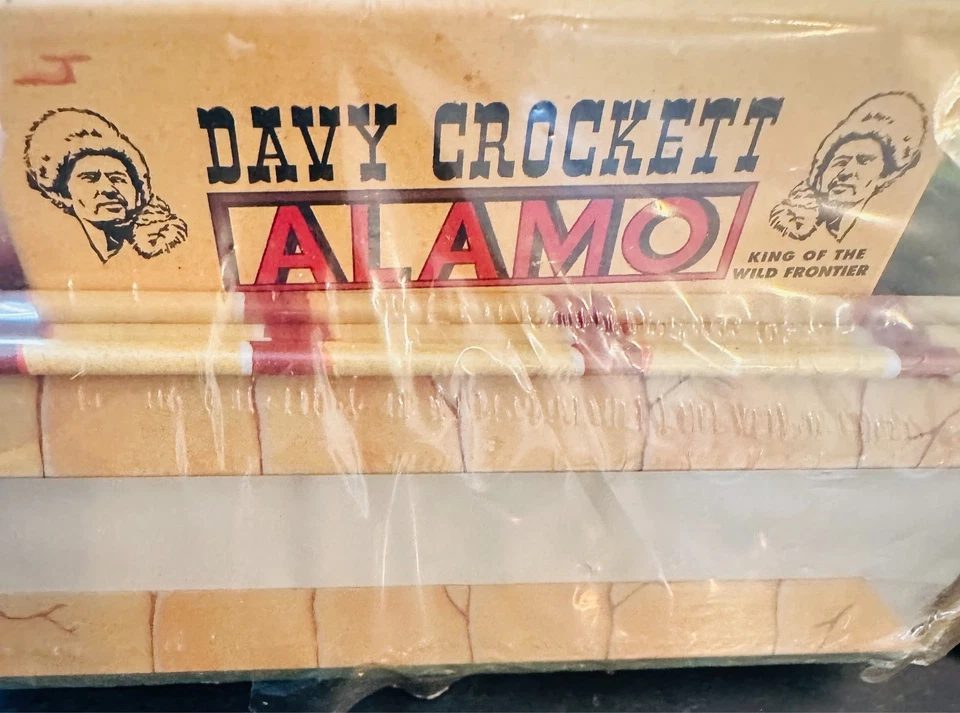 DAVY CROCKETT
ALAMO
KING OF THE
WILD FRONTIER